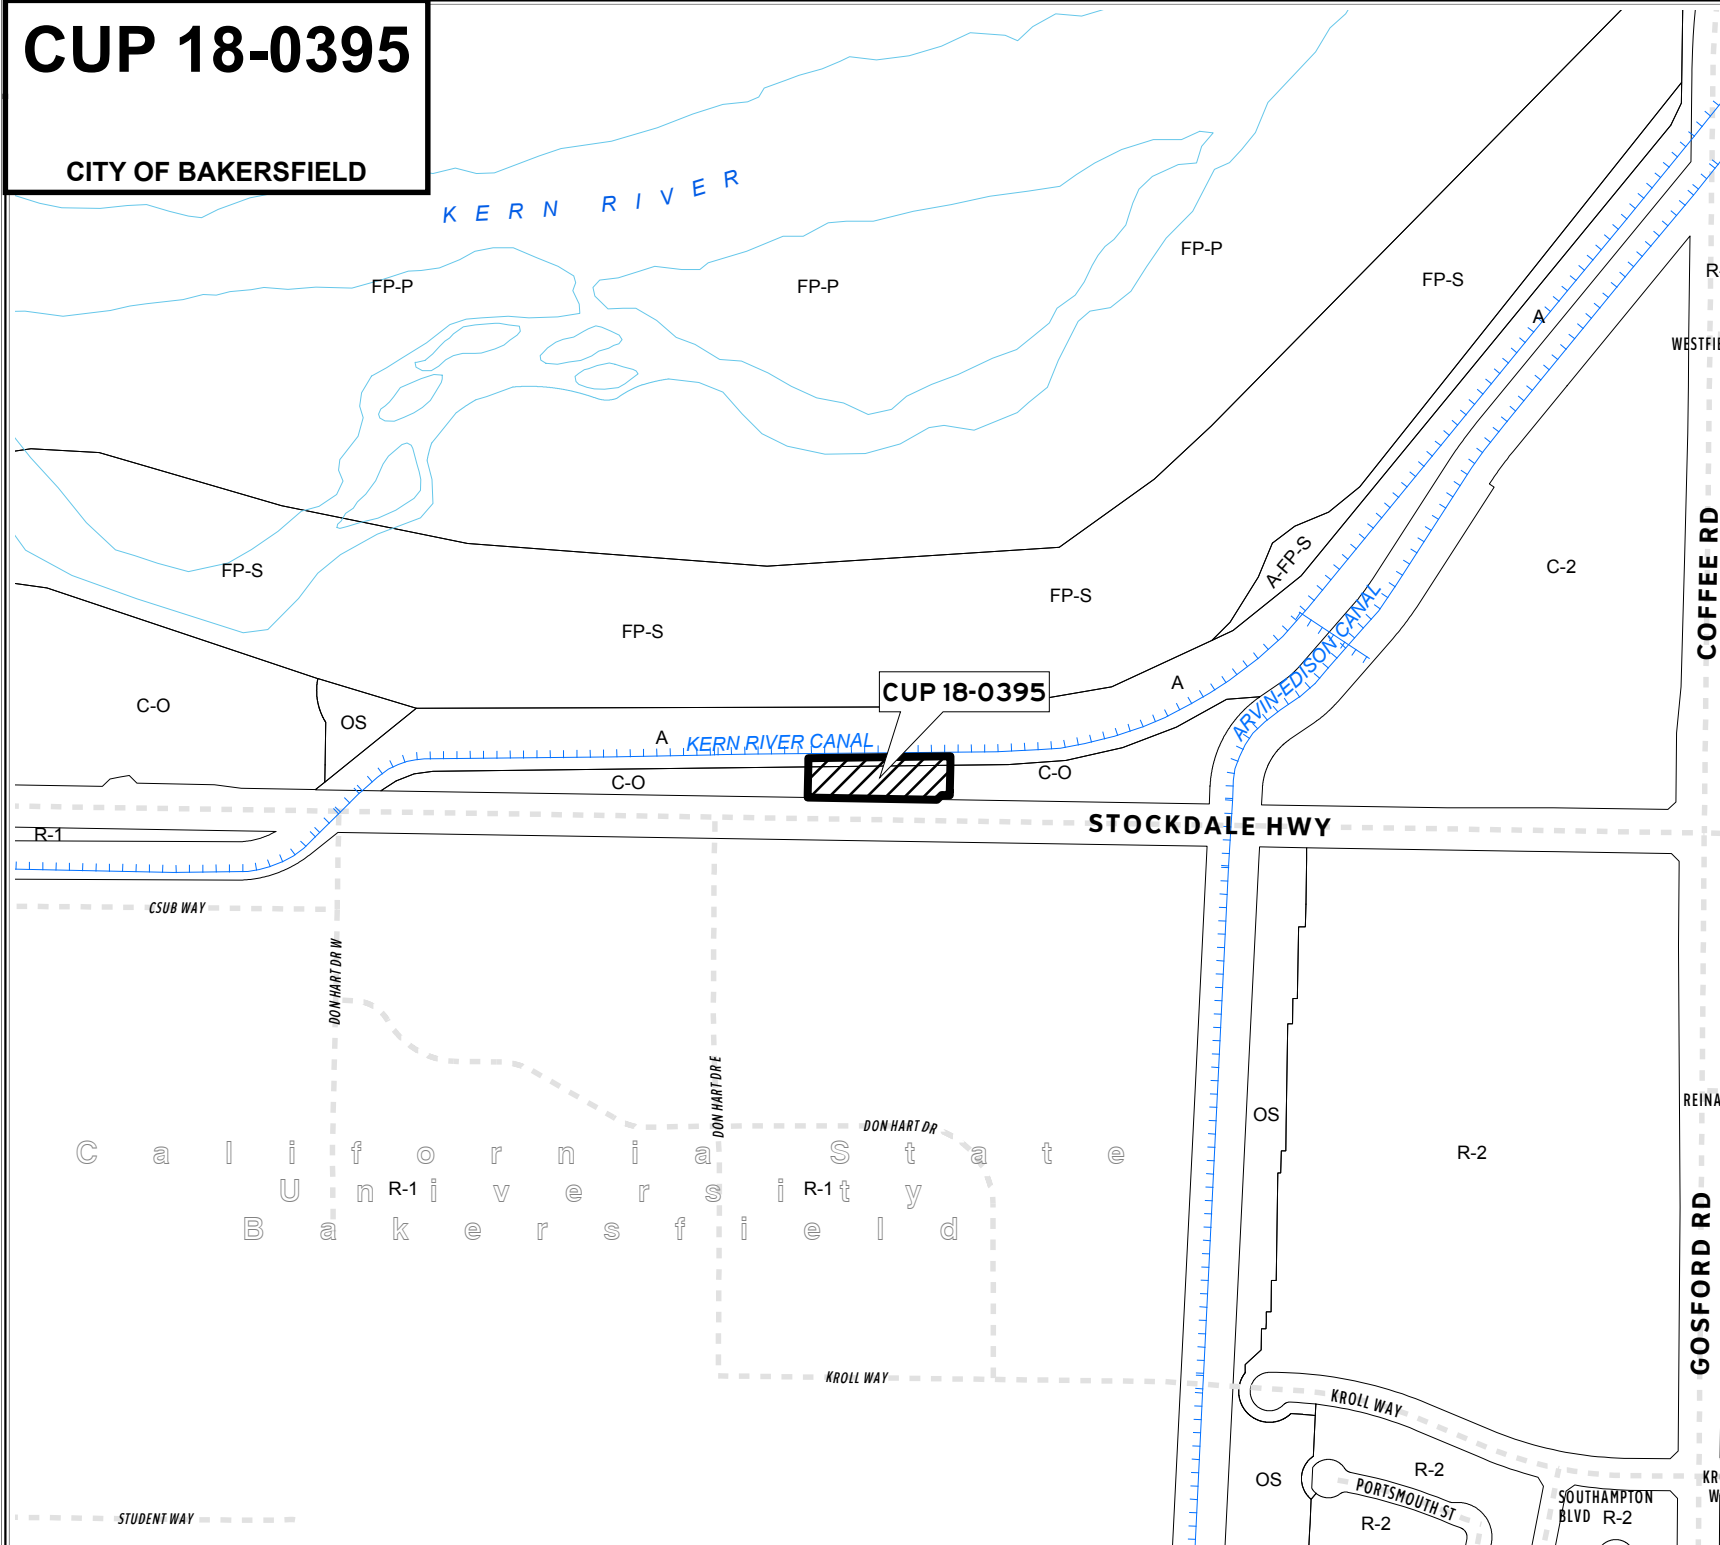 CUP 18-0395
CITY OF BAKERSFIELD
KERN RIVER
FP-P
FP-P
FP-P
FP-S
R-
A
WESTFIE
COFFEE RD
A-FP-S
C-2
FP-S
FP-S
FP-S
ARVIN-EDISON CANAL
CUP 18-0395
A
C-O
OS
A
KERN RIVER CANAL
C-O
C-O
STOCKDALE HWY
R-1
CSUB WAY
DON HART DR W
DON HART DR E
DON HART DR
OS
REINA
California State
University
Bakersfield
R-1
R-1
R-2
GOSFORD RD
KROLL WAY
KROLL WAY
OS
R-2
PORTSMOUTH ST
R-2
SOUTHAMPTON
BLVD
R-2
KR
W
STUDENT WAY